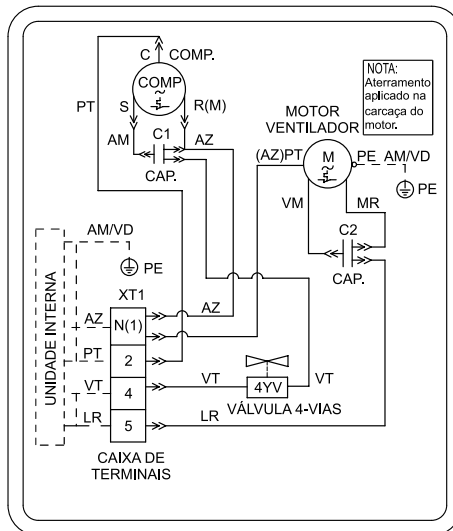 C COMP.
COMP
PT
S
R(M)
C1
AM
AZ
CAP.
NOTA:
Aterramento
aplicado na
carcaça do
motor.
MOTOR
VENTILADOR
(AZ)PT
M
PE AM/VD
PE
VM
MR
C2
CAP.
AM/VD
PE
UNIDADE INTERNA
XT1
AZ
N(1)
AZ
PT
2
VT
4
VT
4YV
VT
VÁLVULA 4-VIAS
LR
5
LR
CAIXA DE
TERMINAIS